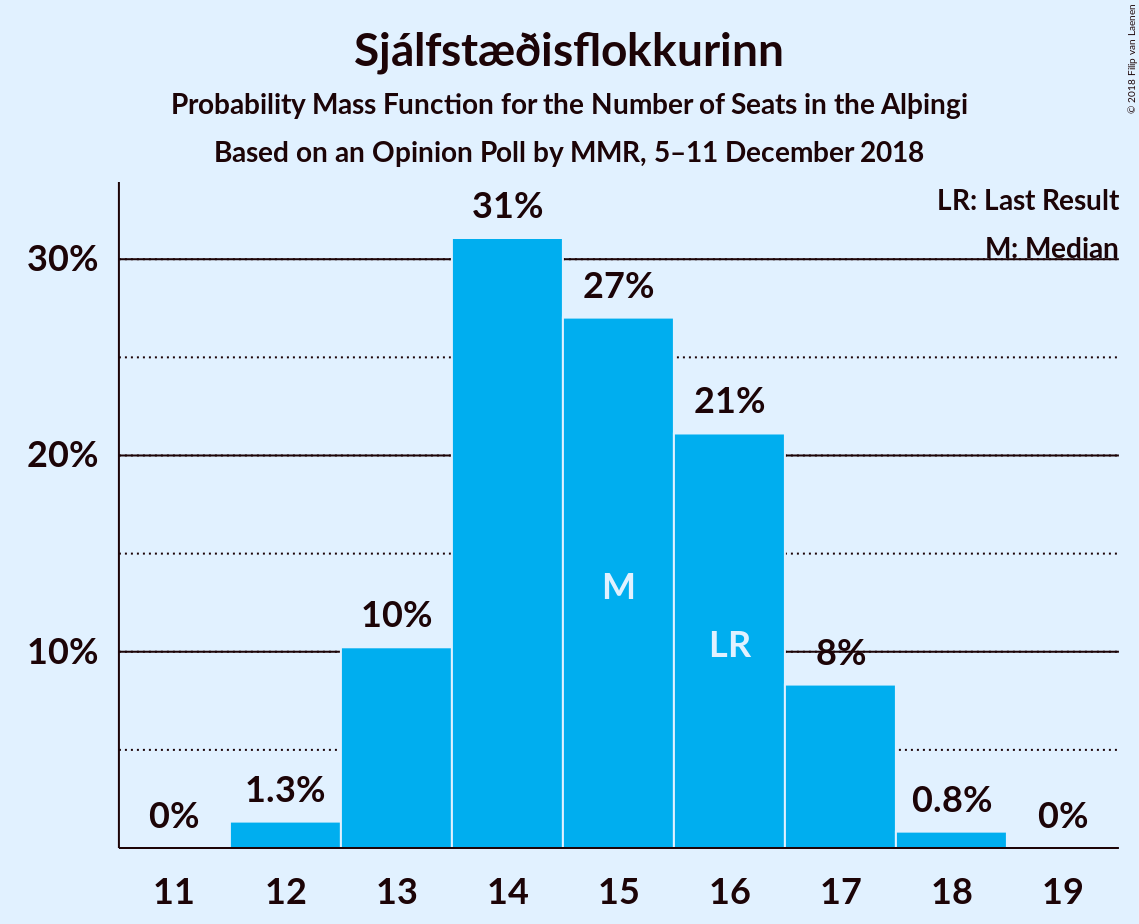 Sjálfstæðisflokkurinn
Probability Mass Function for the Number of Seats in the Alþingi
Based on an Opinion Poll by MMR, 5–11 December 2018
© 2018 Filip van Laenen
LR: Last Result
M: Median
31%
30%
27%
21%
20%
M
10%
LR
8%
10%
1.3%
0.8%
0%
0%
11 12 13 14 15 16 17 18 19